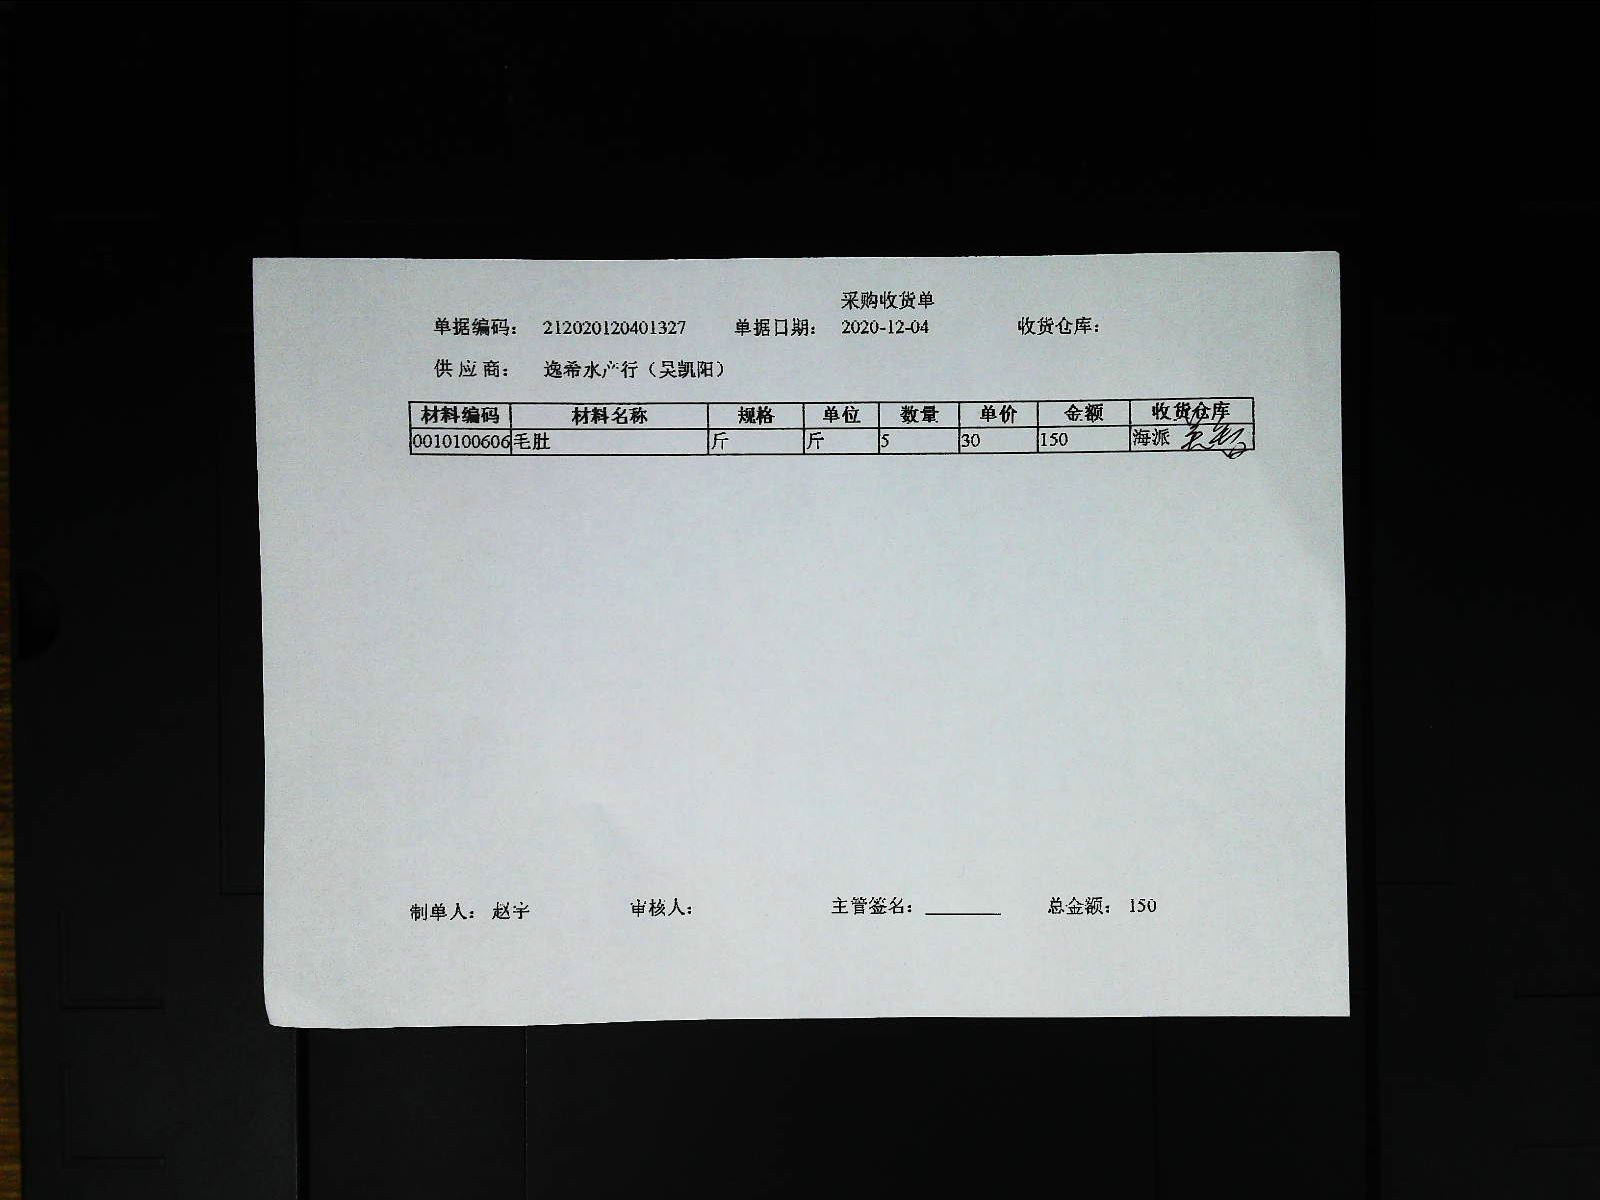 采购收货单
单据编码： 212020120401327 单据日期： 2020-12-04 收货仓库：
供应商： 逸希水产行（吴凯阳）
材料编码 材料名称 规格 单位 数量 单价 金额 收货仓库
0010100606 毛肚 斤 斤 5 30 150 海派
制单人： 赵宇 审核人： 主管签名： 总金额： 150